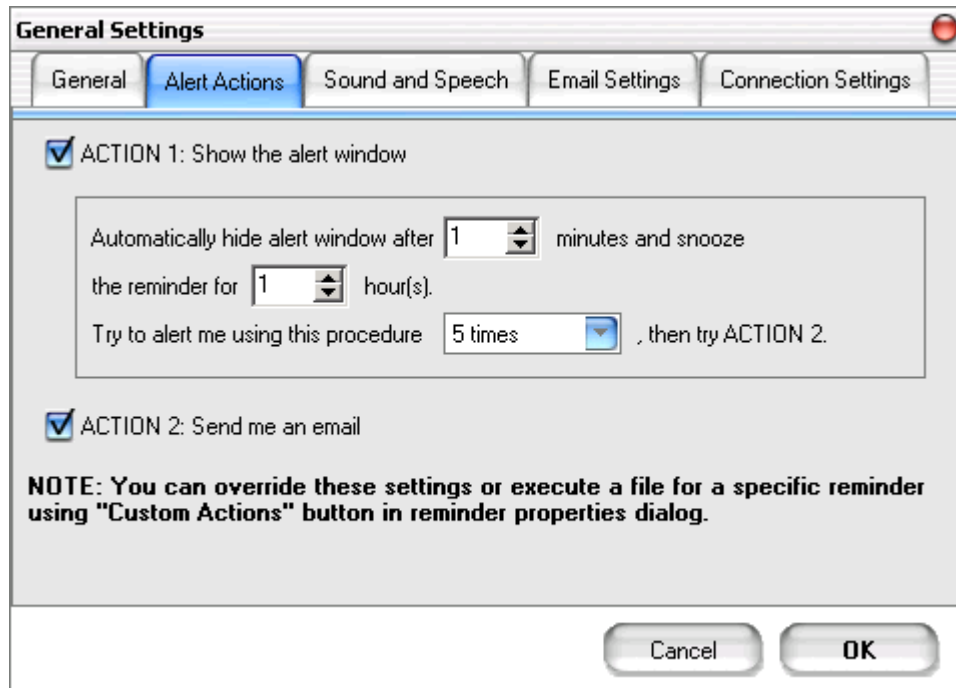 General Settings
General Alert Actions Sound and Speech Email Settings Connection Settings
ACTION 1: Show the alert window
Automatically hide alert window after 1 minutes and snooze
the reminder for 1 hour(s).
Try to alert me using this procedure 5 times , then try ACTION 2.
ACTION 2: Send me an email
NOTE: You can override these settings or execute a file for a specific reminder
using "Custom Actions" button in reminder properties dialog.
Cancel OK